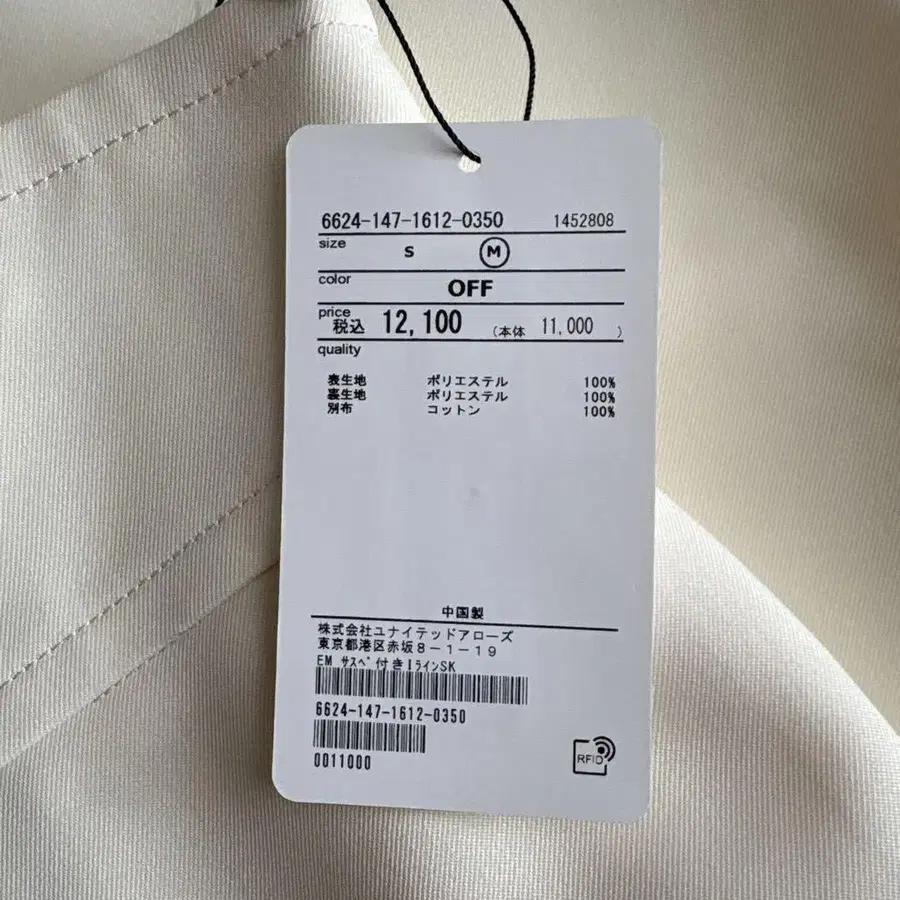 6624-147-1612-0350 1452808
size S M
color OFF
price 税込 12,100 (本体 11,000 )
quality
表生地 ポリエステル 100%
裏生地 ポリエステル 100%
別布 コットン 100%
中国製
株式会社ユナイテッドアローズ
東京都港区赤坂8-1-19
EM ｻｽﾍﾟ付きIラインSK
6624-147-1612-0350
0011000
RFID